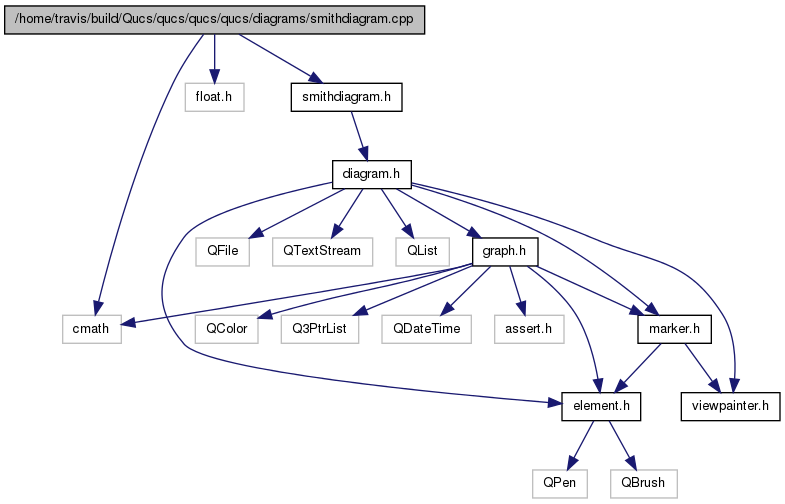 /home/travis/build/Qucs/qucs/qucs/qucs/diagrams/smithdiagram.cpp
float.h
smithdiagram.h
diagram.h
QFile
QTextStream
QList
graph.h
cmath
QColor
Q3PtrList
QDateTime
assert.h
marker.h
element.h
viewpainter.h
QPen
QBrush